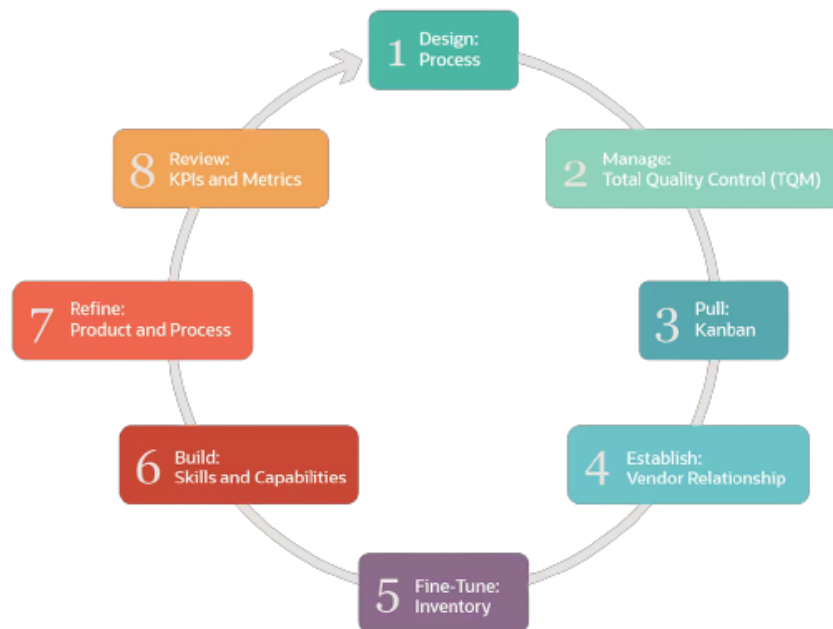 1 Design:
Process
2 Manage:
Total Quality Control (TQM)
3 Pull:
Kanban
4 Establish:
Vendor Relationship
5 Fine-Tune:
Inventory
6 Build:
Skills and Capabilities
7 Refine:
Product and Process
8 Review:
KPIs and Metrics